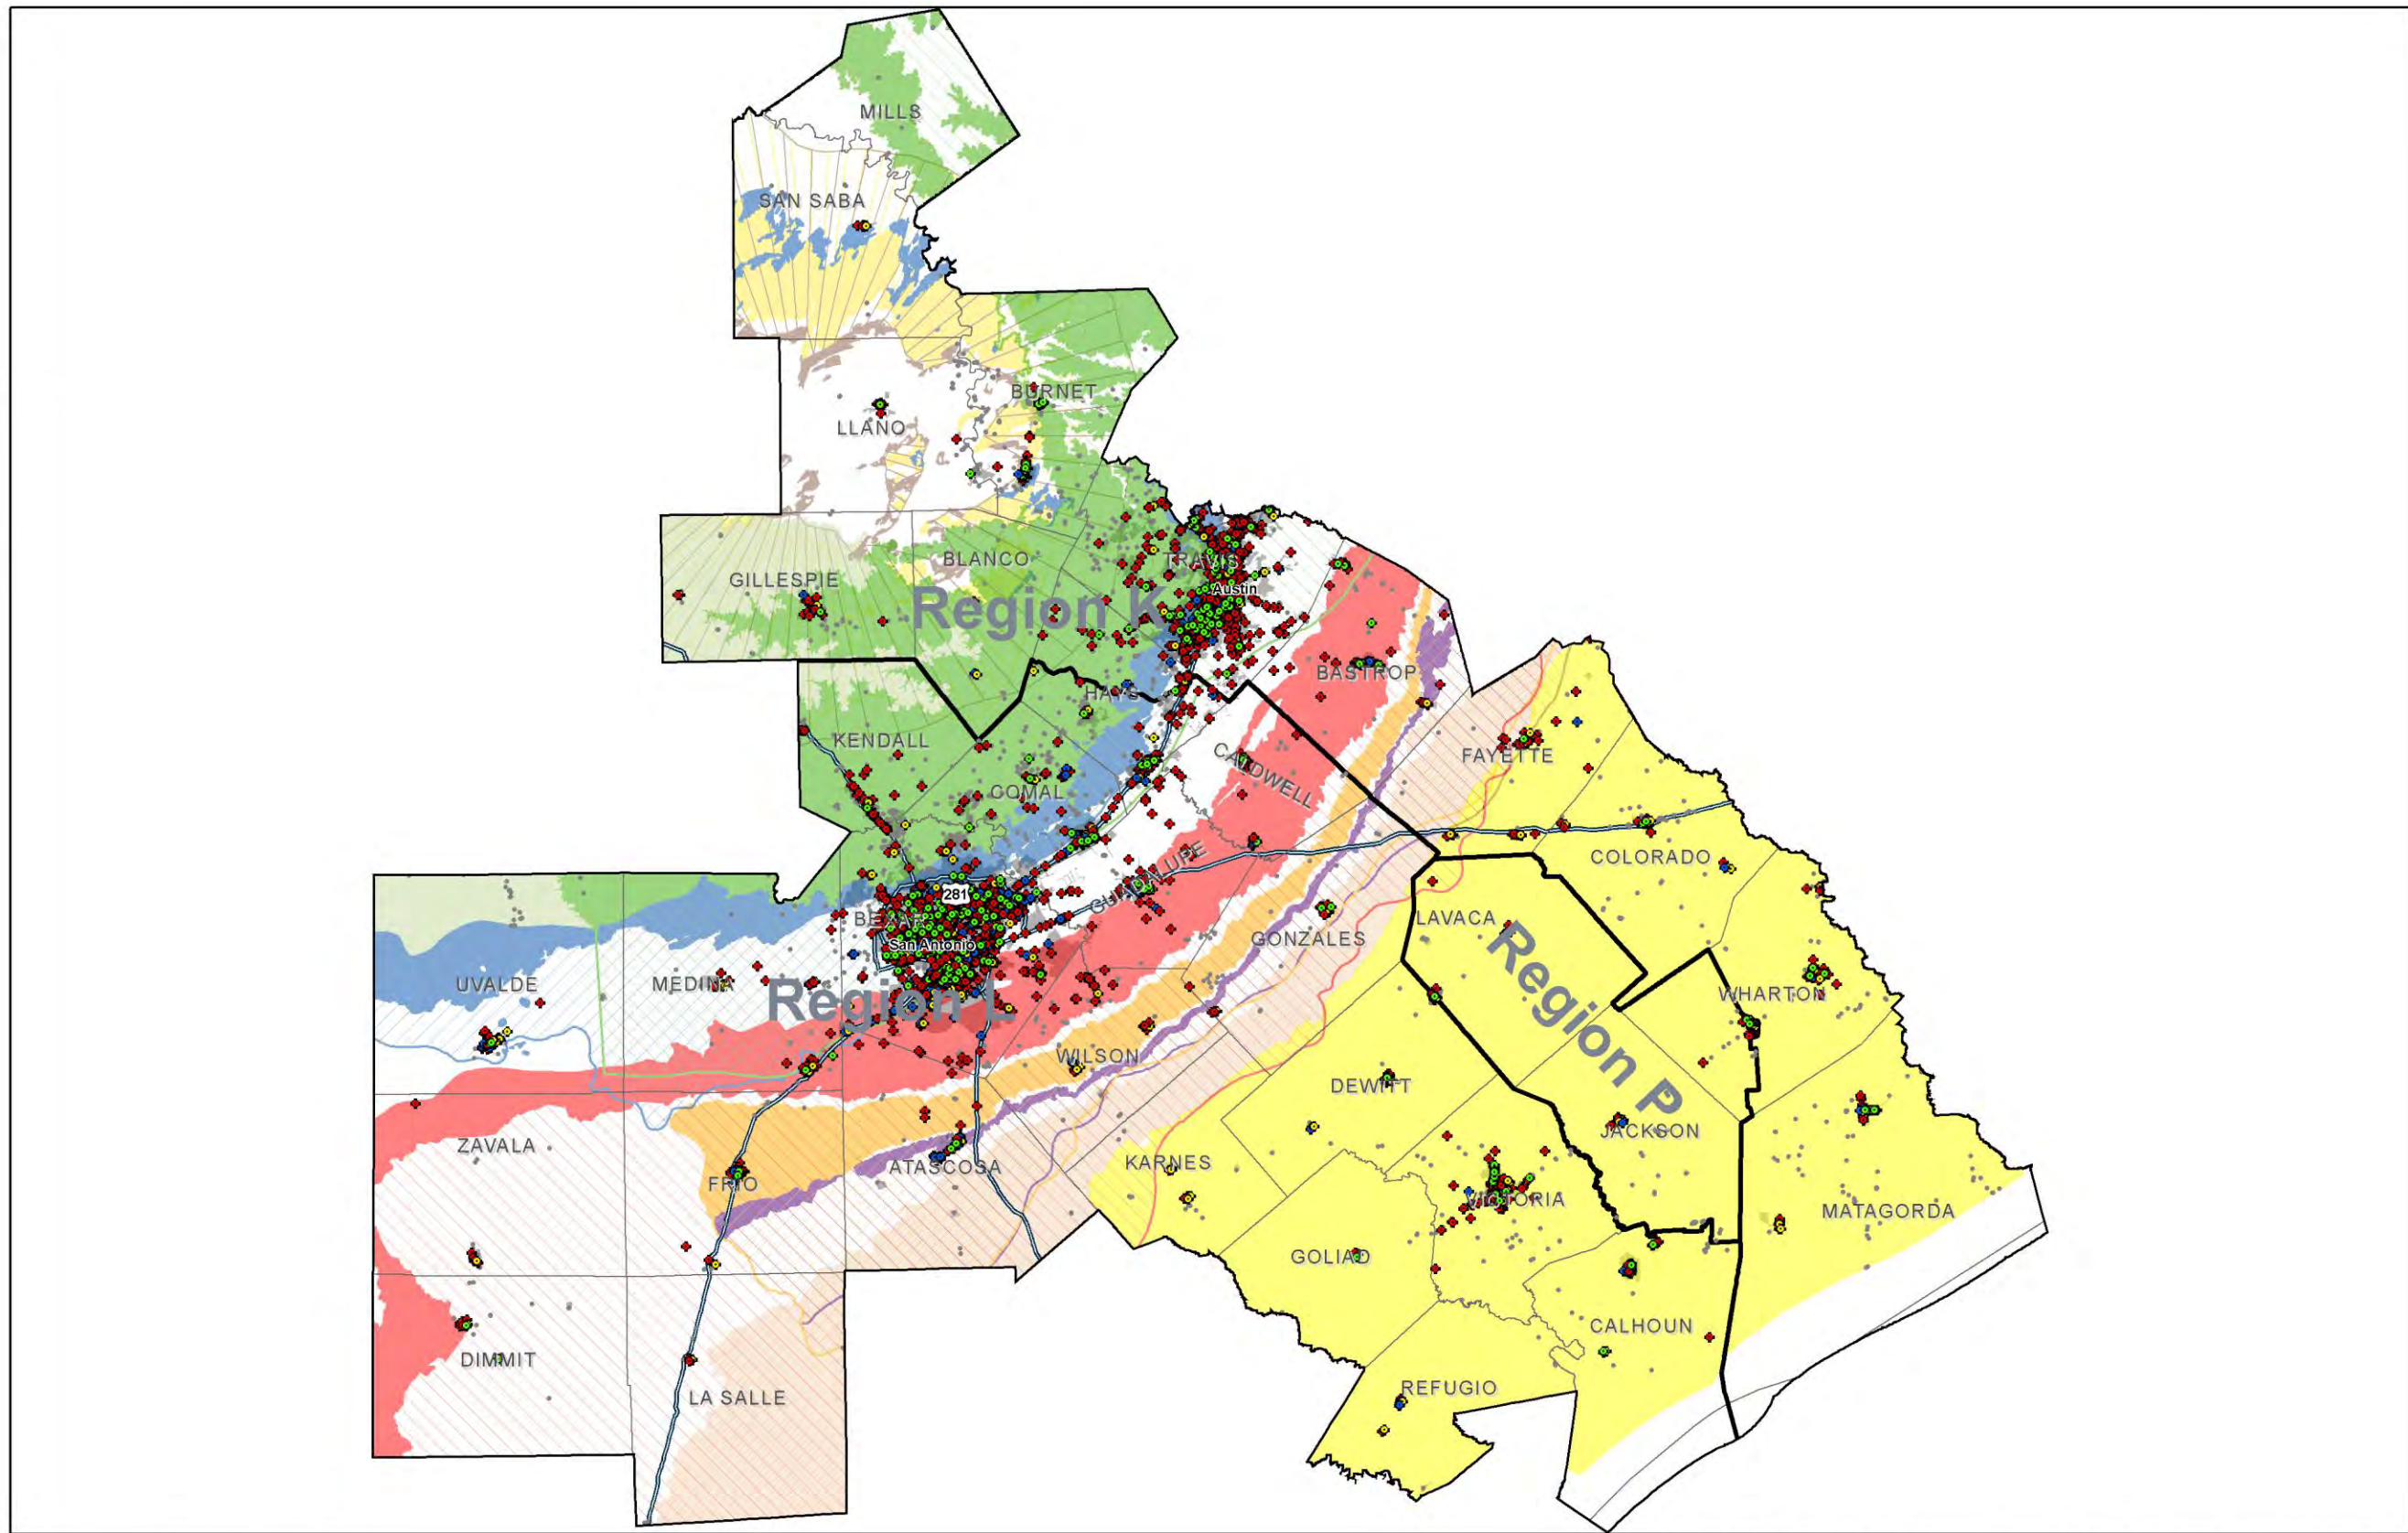 MILLS
SAN SABA
BURNET
LLANO
BLANCO
TRAVIS
GILLESPIE
Austin
Region K
BASTROP
HAYS
KENDALL
CALDWELL
FAYETTE
COMAL
COLORADO
GUADALUPE
281
BEXAR
LAVACA
San Antonio
GONZALES
UVALDE
MEDINA
Region L
WHARTON
Region P
WILSON
DEWITT
JACKSON
ZAVALA
KARNES
ATASCOSA
FRIO
VICTORIA
MATAGORDA
GOLIAD
CALHOUN
DIMMIT
REFUGIO
LA SALLE